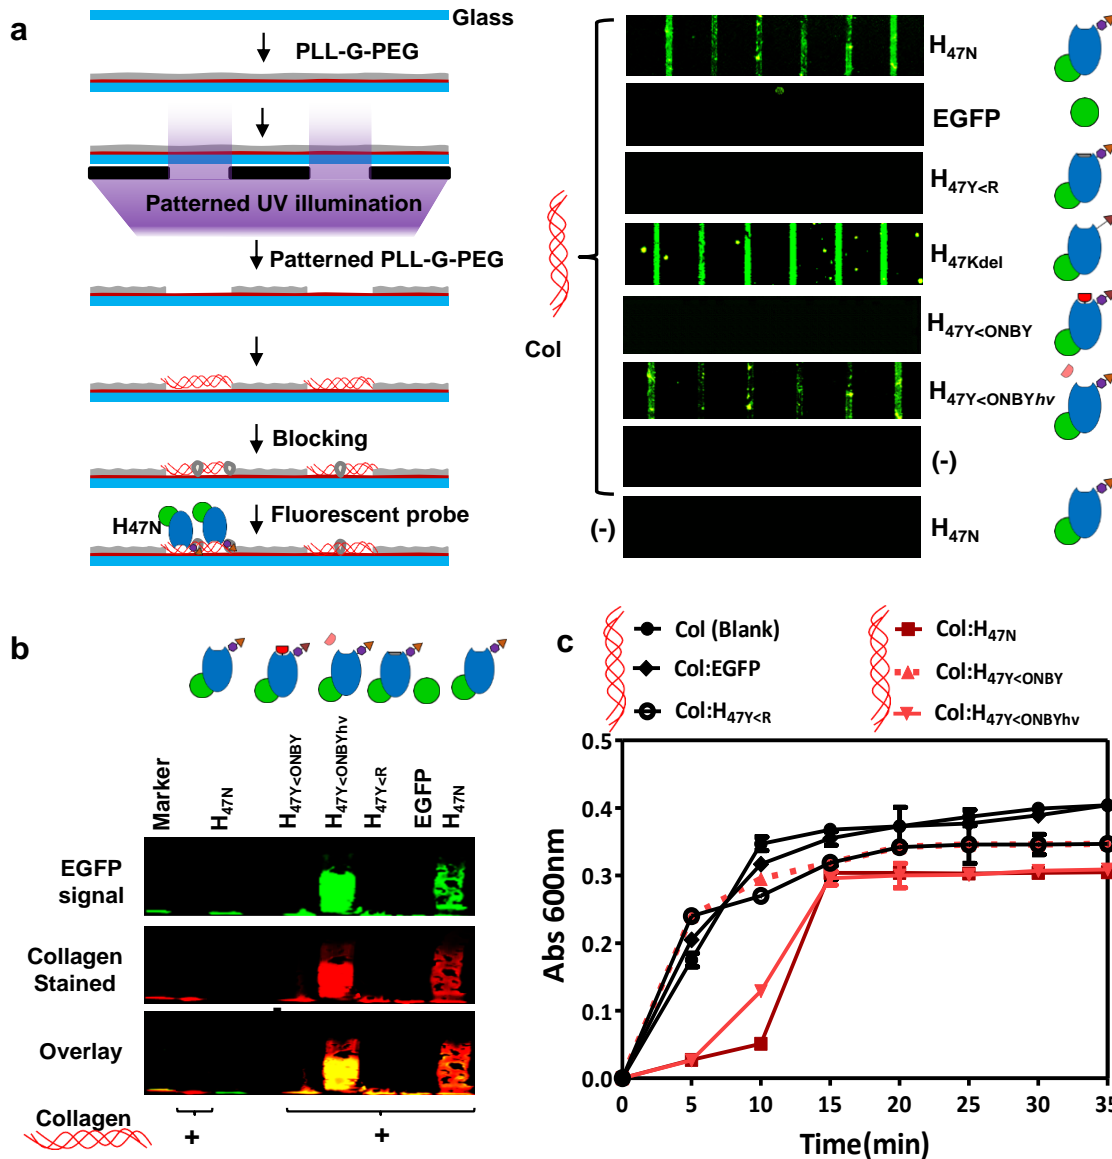 a
Glass
PLL-G-PEG
Patterned UV illumination
Patterned PLL-G-PEG
Blocking
H47N
Fluorescent probe
Col
H47N
EGFP
H47Y<R
H47Kdel
H47Y<ONBY
H47Y<ONBYhv
(-)
(-)
H47N
b
Marker
H47N
H47Y<ONBY
H47Y<ONBYhv
H47Y<R
EGFP
H47N
EGFP
signal
Collagen
Stained
Overlay
Collagen
+
+
c
Col (Blank)
Col:EGFP
Col:H47Y<R
Col:H47N
Col:H47Y<ONBY
Col:H47Y<ONBYhv
Abs 600nm
0.5
0.4
0.3
0.2
0.1
0.0
0 5 10 15 20 25 30 35
Time(min)